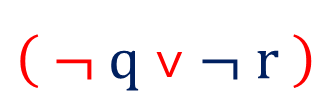 ( ¬ q ∨ ¬ r )